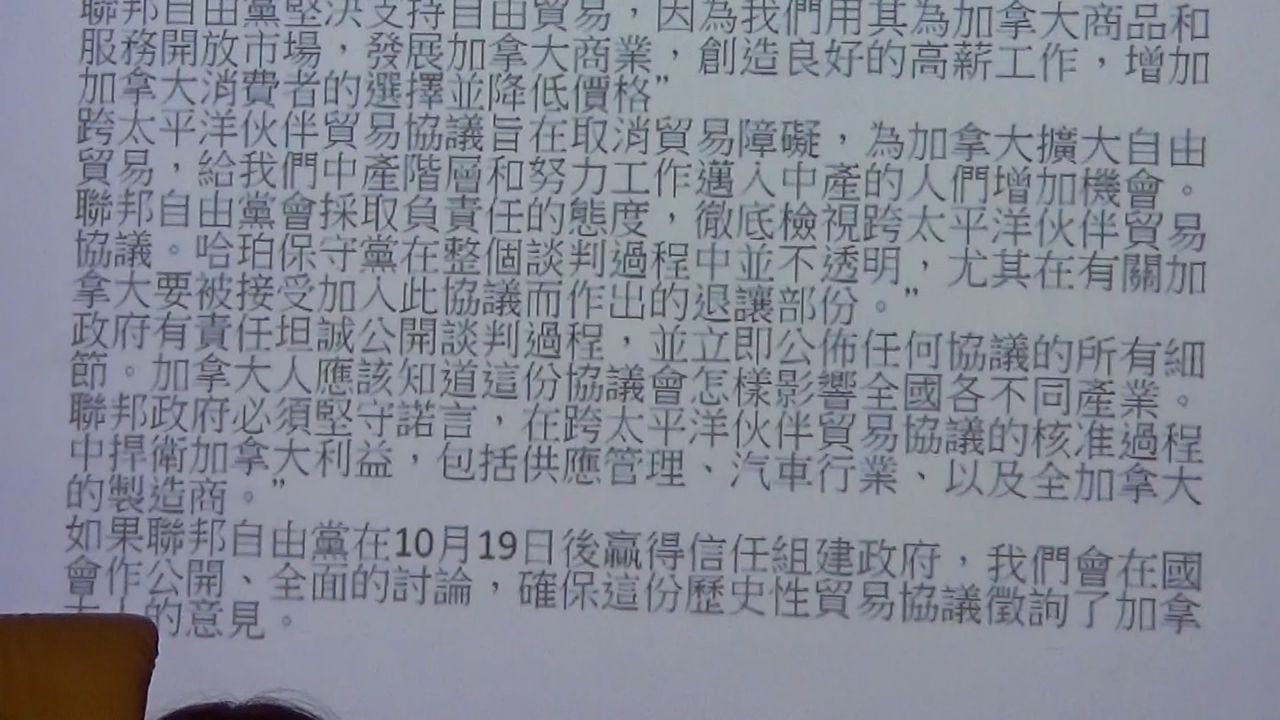 聯邦自由黨堅決支持自由貿易，因為我們用其為加拿大商品和
服務開放市場，發展加拿大商業，創造良好的高薪工作，增加
加拿大消費者的選擇並降低價格”
跨太平洋伙伴貿易協議旨在取消貿易障礙，為加拿大擴大自由
貿易，給我們中產階層和努力工作邁入中產的人們增加機會。
聯邦自由黨會採取負責任的態度，徹底檢視跨太平洋伙伴貿易
協議。哈珀保守黨在整個談判過程中並不透明，尤其在有關加
拿大要被接受加入此協議而作出的退讓部份。”
政府有責任坦誠公開談判過程，並立即公佈任何協議的所有細
節。加拿大人應該知道這份協議會怎樣影響全國各不同產業。
聯邦政府必須堅守諾言，在跨太平洋伙伴貿易協議的核准過程
中捍衛加拿大利益，包括供應管理、汽車行業、以及全加拿大
的製造商。”
如果聯邦自由黨在10月19日後贏得信任組建政府，我們會在國
會作公開、全面的討論，確保這份歷史性貿易協議徵詢了加拿
大人的意見。